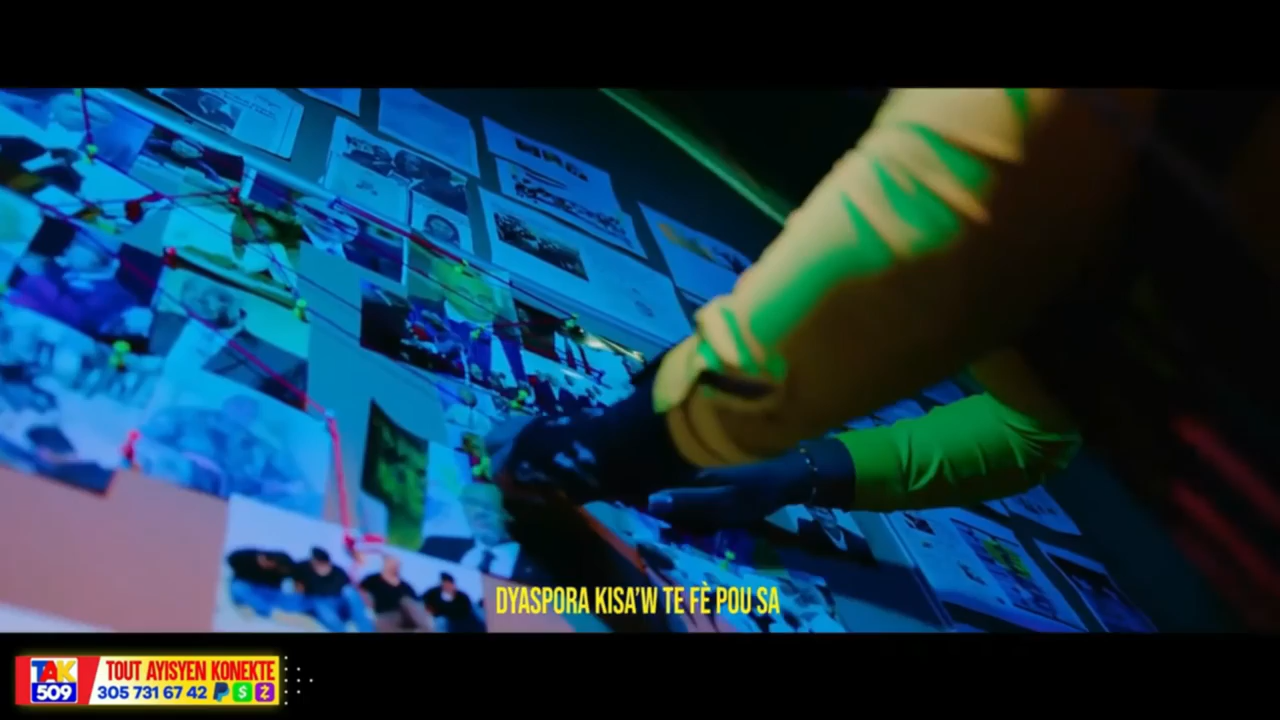 DYASPORA KISA'W TE FÈ POU SA
TAK
509
TOUT AYISYEN KONEKTE
305 731 67 42